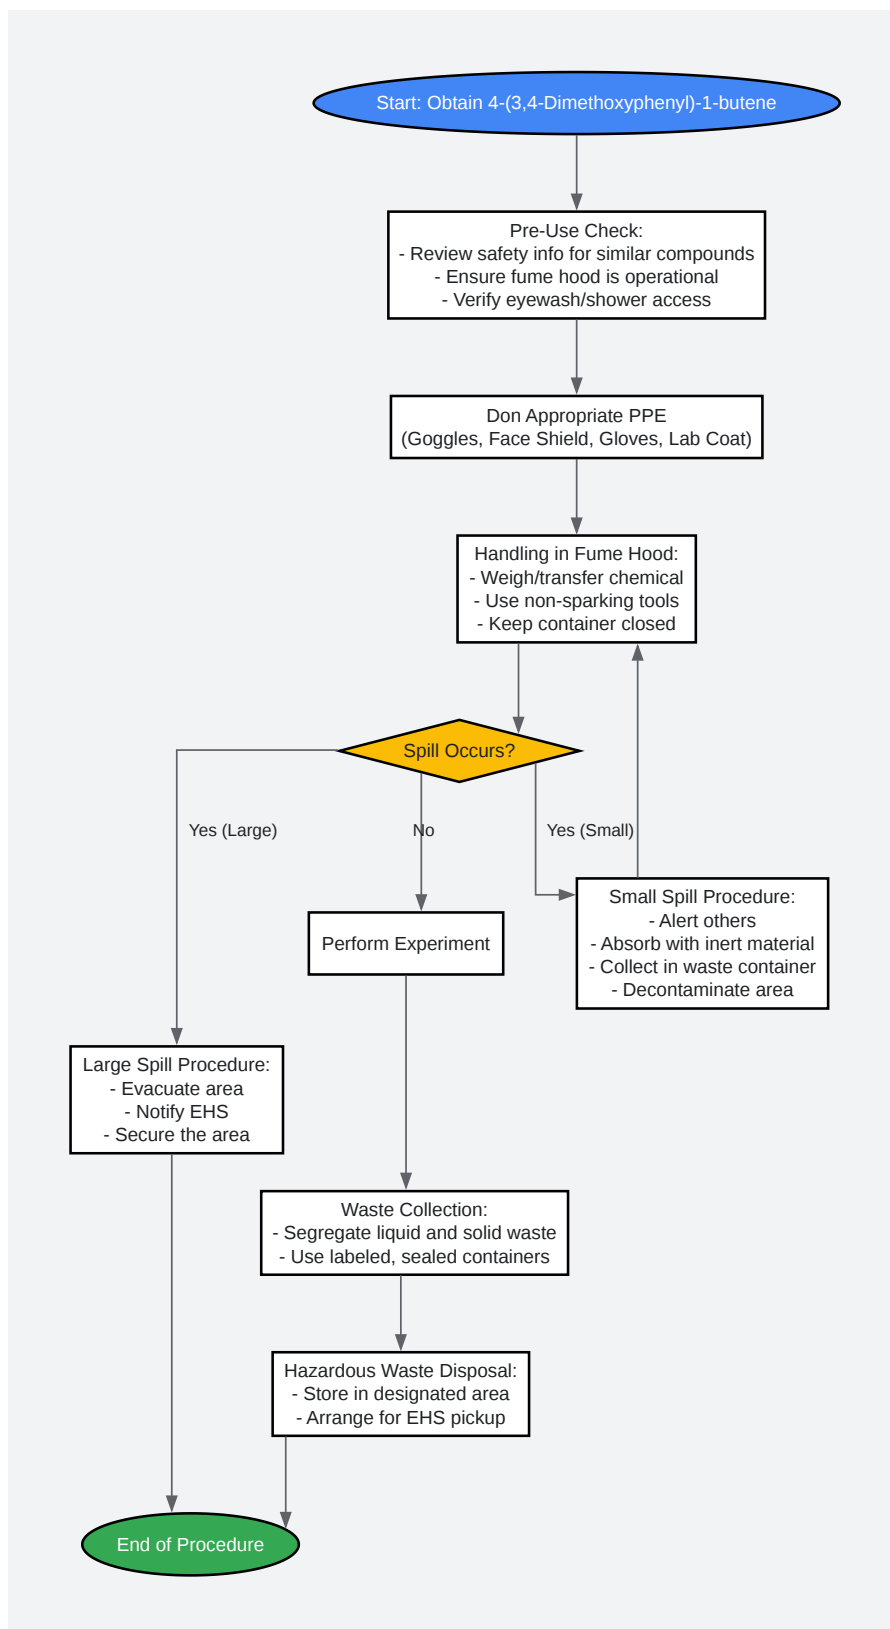 Start: Obtain 4-(3,4-Dimethoxyphenyl)-1-butene
Pre-Use Check:
- Review safety info for similar compounds
- Ensure fume hood is operational
- Verify eyewash/shower access
Don Appropriate PPE
(Goggles, Face Shield, Gloves, Lab Coat)
Handling in Fume Hood:
- Weigh/transfer chemical
- Use non-sparking tools
- Keep container closed
Spill Occurs?
Yes (Large)
No
Yes (Small)
Small Spill Procedure:
- Alert others
- Absorb with inert material
- Collect in waste container
- Decontaminate area
Perform Experiment
Large Spill Procedure:
- Evacuate area
- Notify EHS
- Secure the area
Waste Collection:
- Segregate liquid and solid waste
- Use labeled, sealed containers
Hazardous Waste Disposal:
- Store in designated area
- Arrange for EHS pickup
End of Procedure